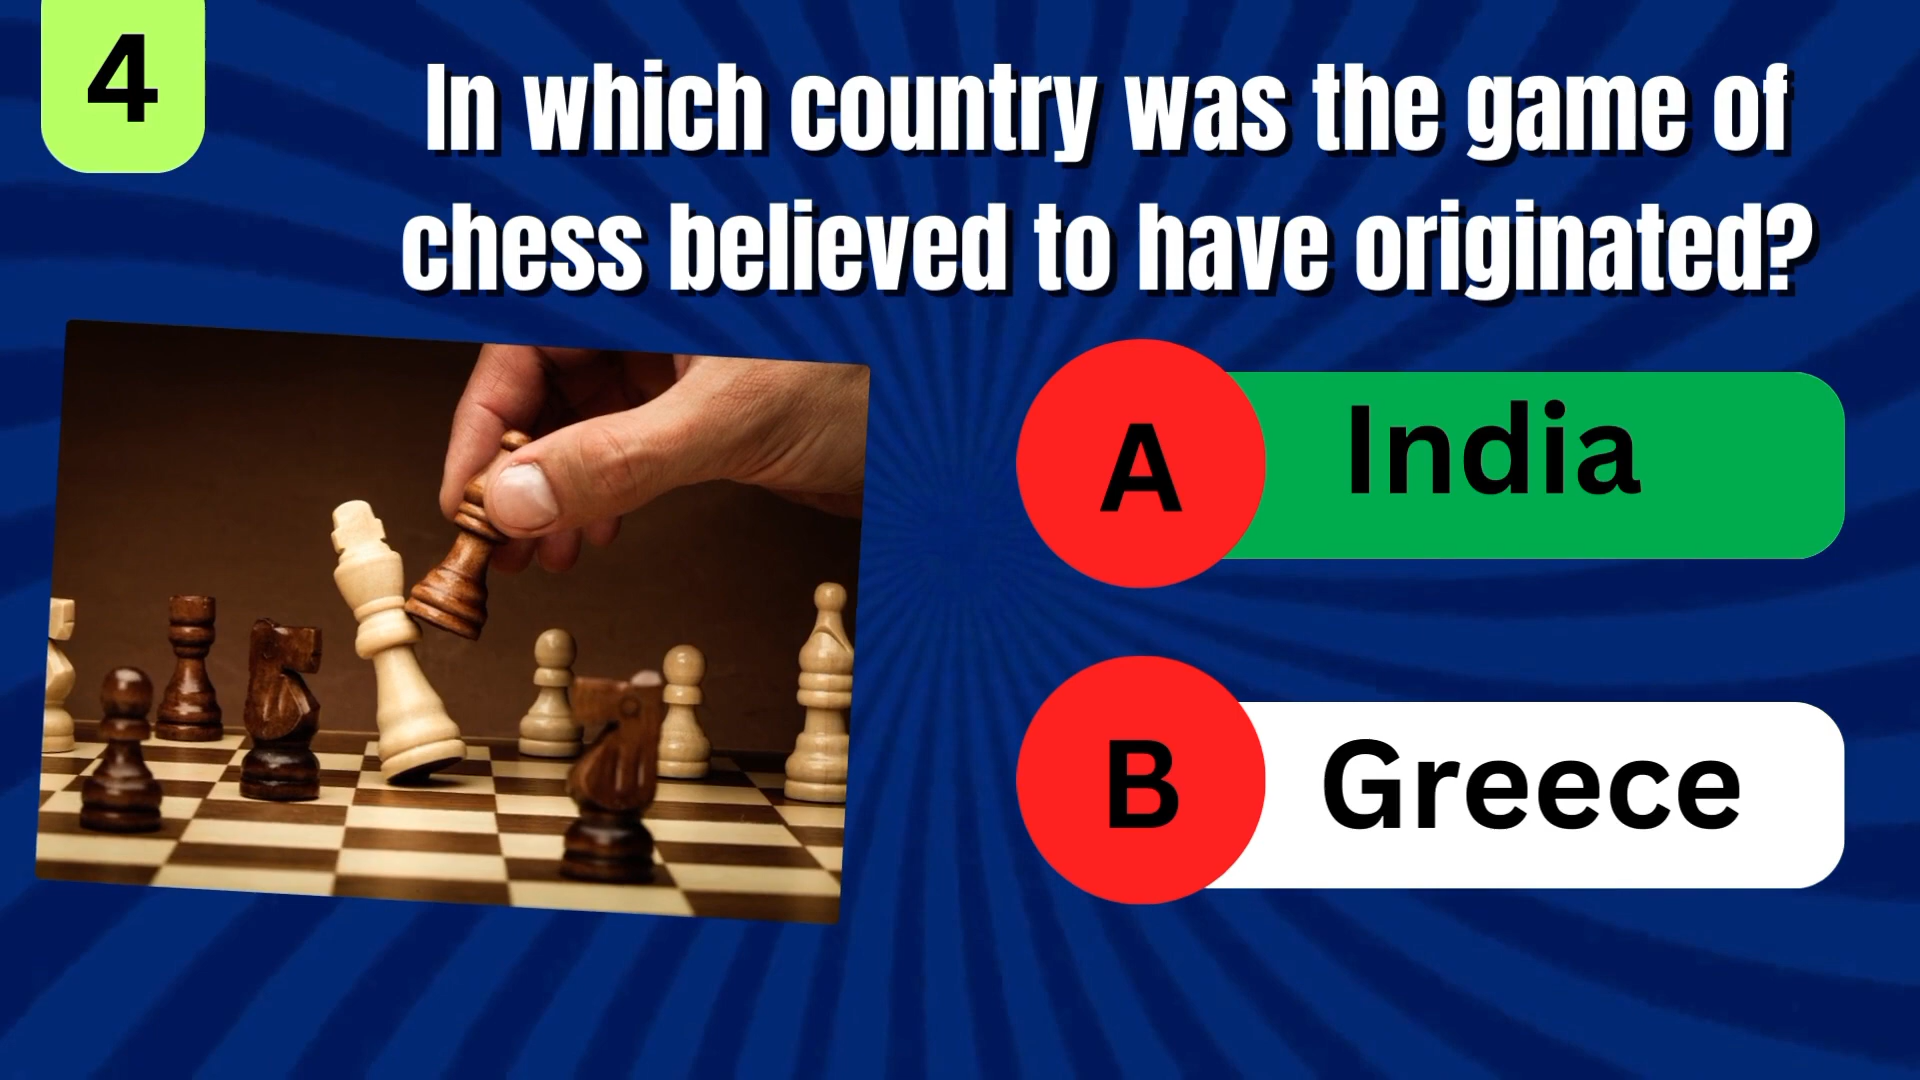 4
In which country was the game of
chess believed to have originated?
A India
B Greece